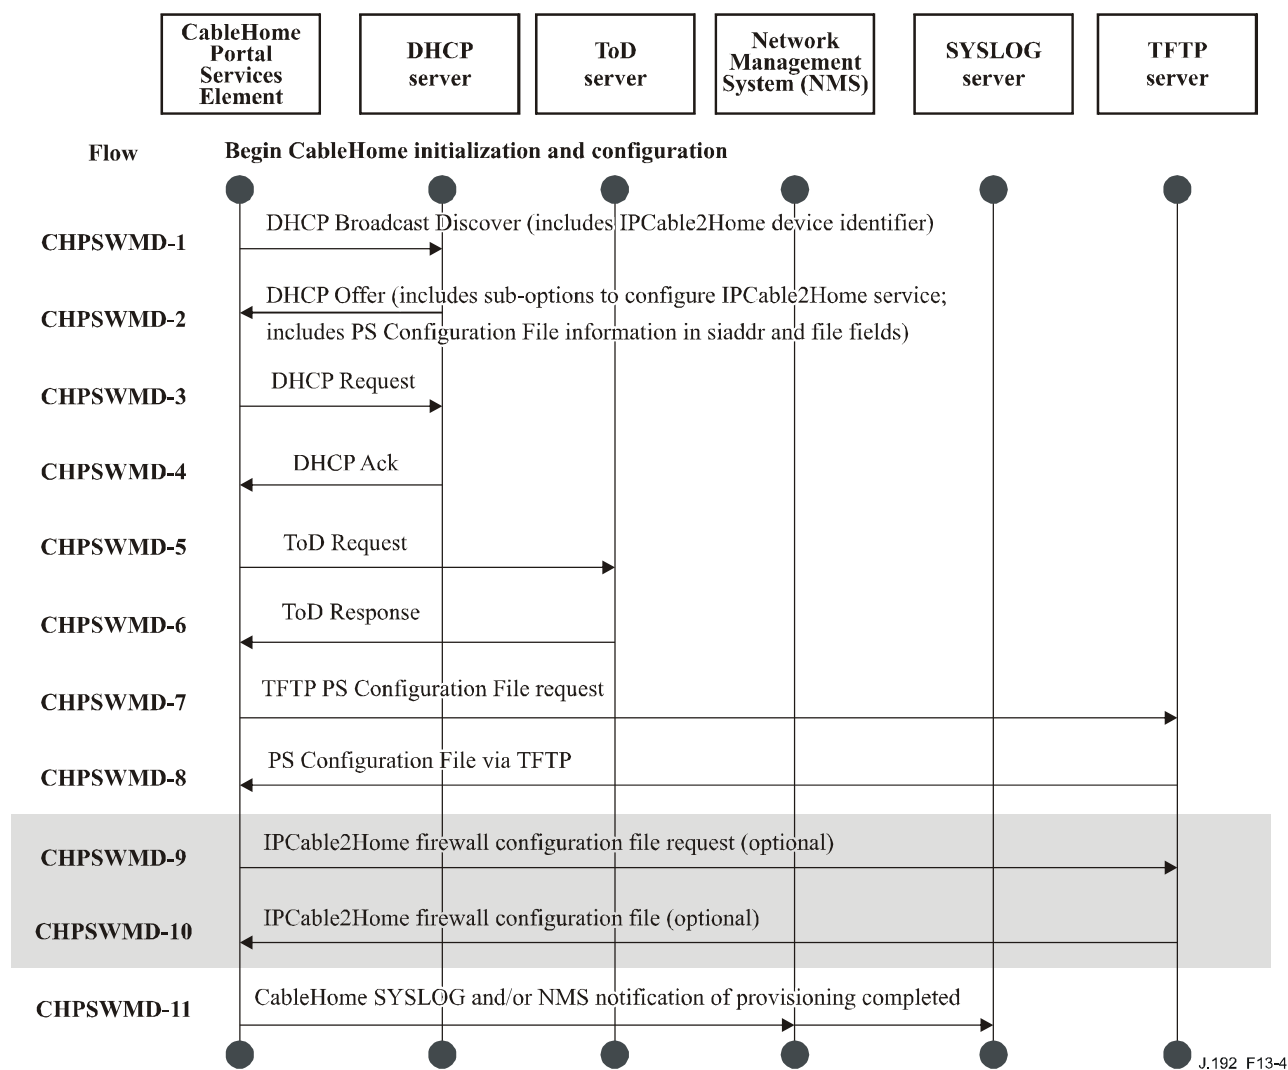 CableHome
Portal
Services
Element
DHCP
server
ToD
server
Network
Management
System (NMS)
SYSLOG
server
TFTP
server
Flow
Begin CableHome initialization and configuration
CHPSWMD-1
DHCP Broadcast Discover (includes IPCable2Home device identifier)
CHPSWMD-2
DHCP Offer (includes sub-options to configure IPCable2Home service;
includes PS Configuration File information in siaddr and file fields)
CHPSWMD-3
DHCP Request
CHPSWMD-4
DHCP Ack
CHPSWMD-5
ToD Request
CHPSWMD-6
ToD Response
CHPSWMD-7
TFTP PS Configuration File request
CHPSWMD-8
PS Configuration File via TFTP
CHPSWMD-9
IPCable2Home firewall configuration file request (optional)
CHPSWMD-10
IPCable2Home firewall configuration file (optional)
CHPSWMD-11
CableHome SYSLOG and/or NMS notification of provisioning completed
J.192_F13-4